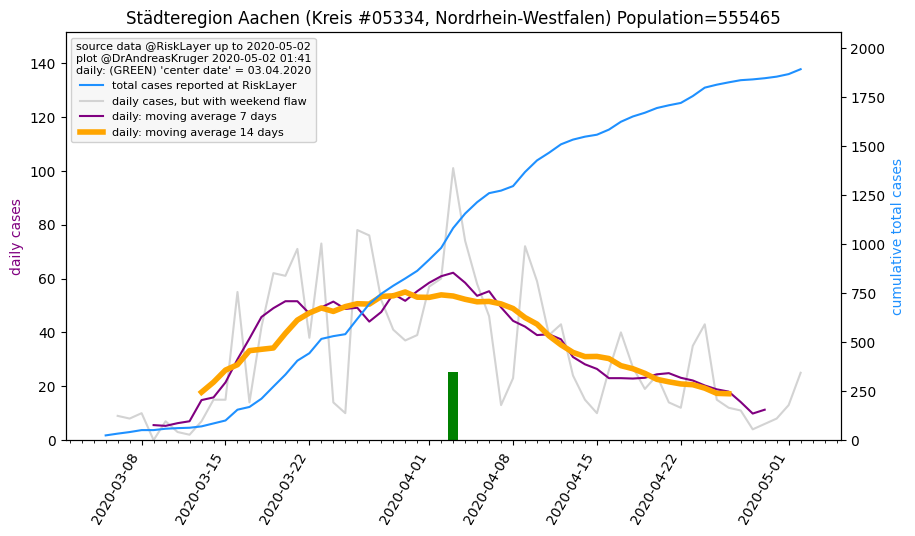 Städteregion Aachen (Kreis #05334, Nordrhein-Westfalen) Population=555465
source data @RiskLayer up to 2020-05-02
plot @DrAndreasKruger 2020-05-02 01:41
daily: (GREEN) 'center date' = 03.04.2020
total cases reported at RiskLayer
daily cases, but with weekend flaw
daily: moving average 7 days
daily: moving average 14 days
daily cases
140
120
100
80
60
40
20
0
2000
1750
1500
1250
1000
750
500
250
0
cumulative total cases
2020-03-08
2020-03-15
2020-03-22
2020-04-01
2020-04-08
2020-04-15
2020-04-22
2020-05-01